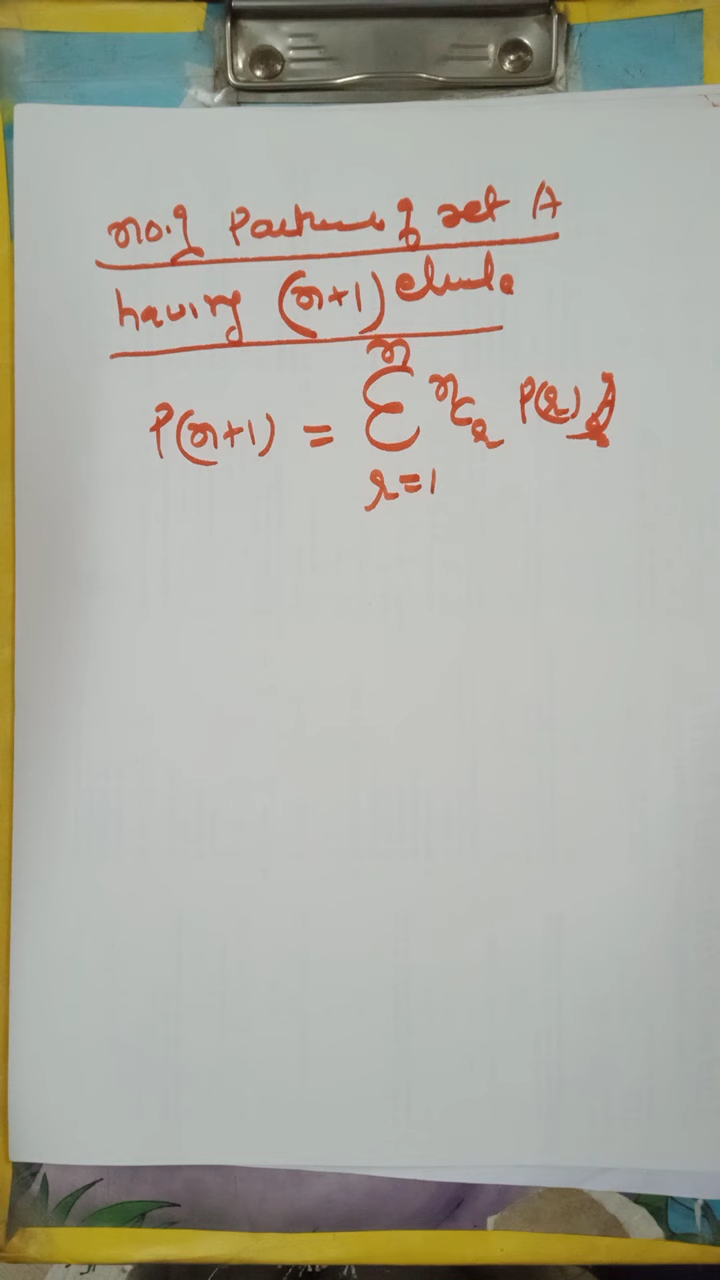 no. of Partitions of set A
having (n+1) elements
P(n+1) = n Σ r=1 nCr P(r)